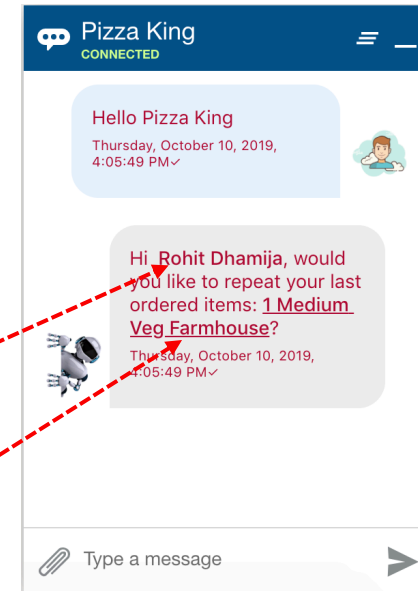 Pizza King
CONNECTED
Hello Pizza King
Thursday, October 10, 2019,
4:05:49 PM✓
Hi Rohit Dhamija, would
you like to repeat your last
ordered items: 1 Medium
Veg Farmhouse?
Thursday, October 10, 2019,
4:05:49 PM✓
Type a message